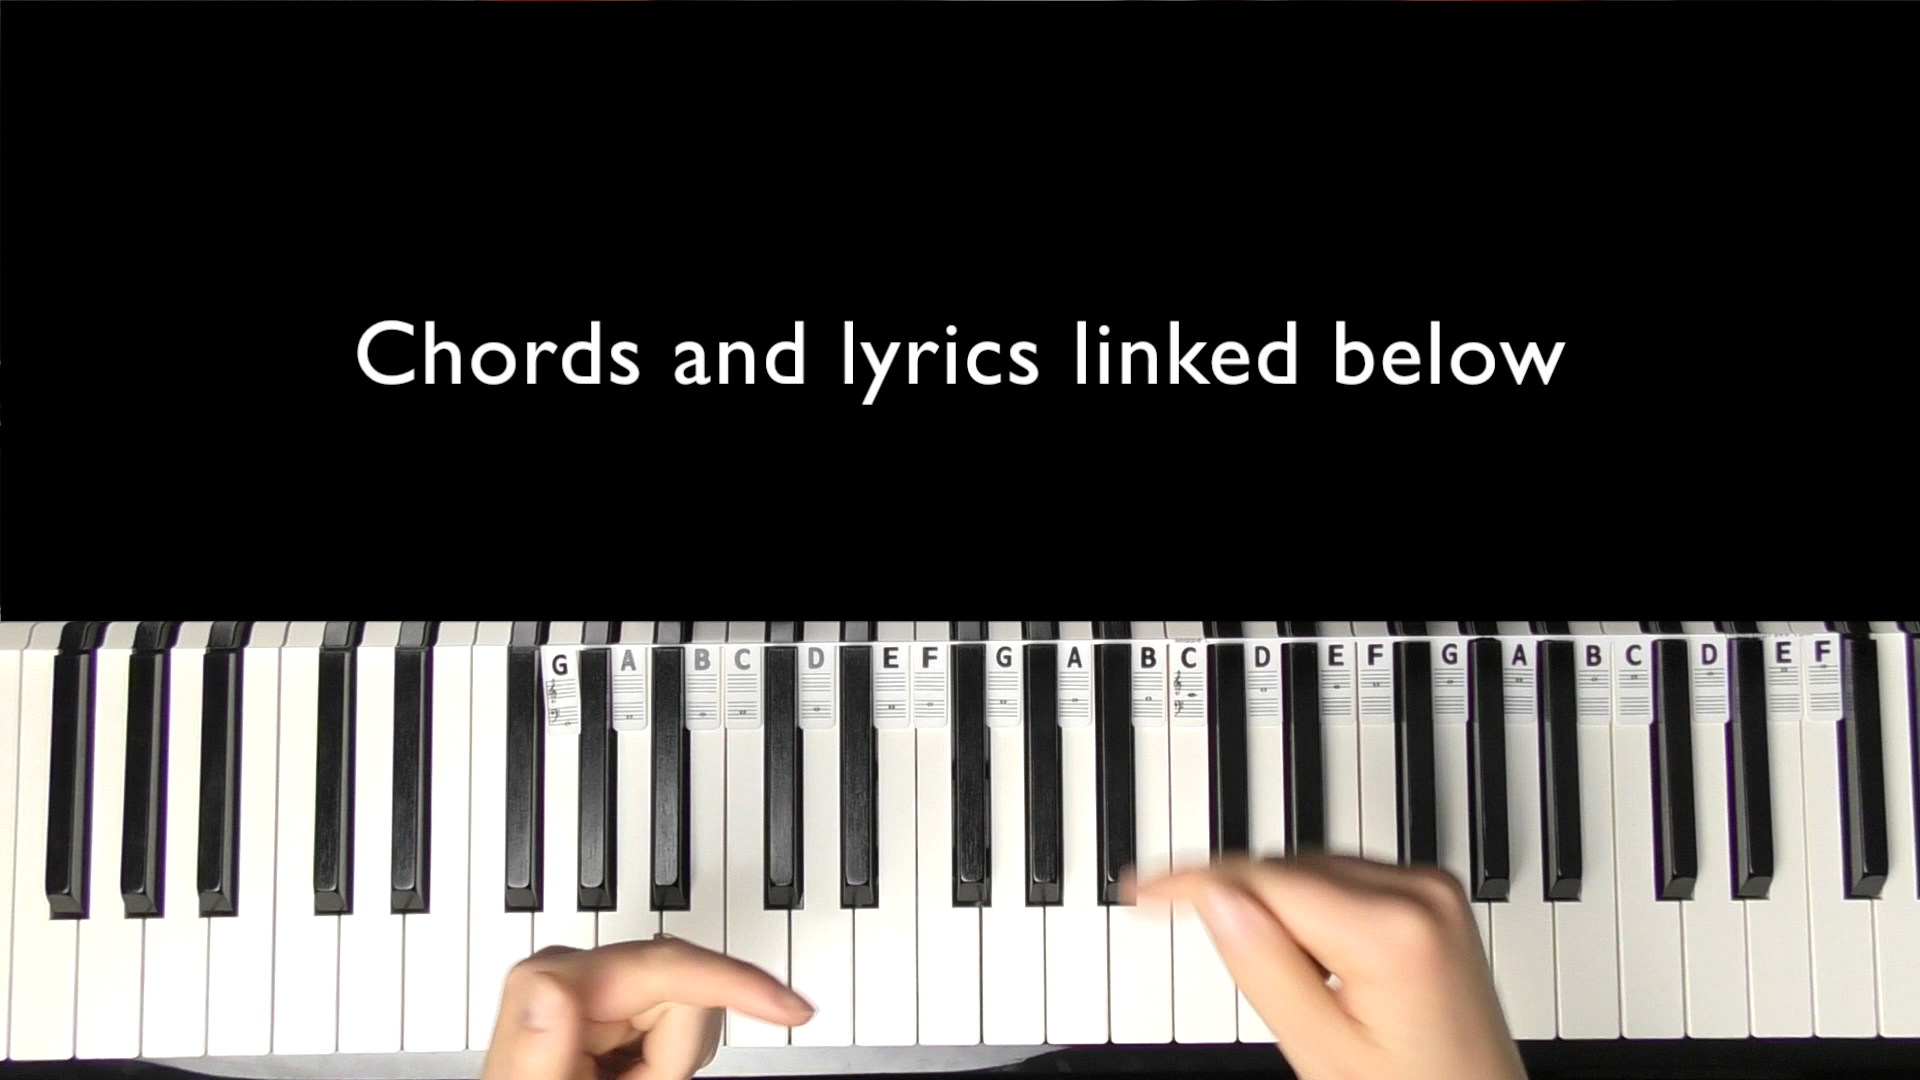 Chords and lyrics linked below
G A B C D E F G A B C D E F G A B C D E F